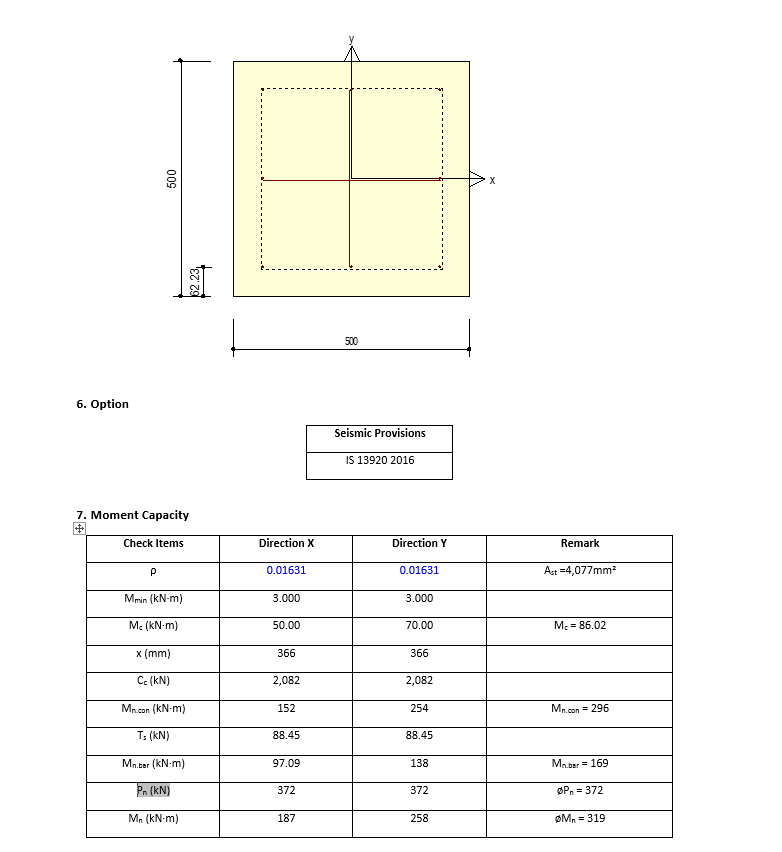 y
500
x
62.23
500
6. Option
Seismic Provisions
IS 13920 2016
7. Moment Capacity
Check Items Direction X Direction Y Remark
ρ 0.01631 0.01631 Aₛₜ =4,077mm²
Mₘᵢₙ (kN·m) 3.000 3.000
M꜀ (kN·m) 50.00 70.00 M꜀ = 86.02
x (mm) 366 366
C꜀ (kN) 2,082 2,082
Mn.con (kN·m) 152 254 Mn.con = 296
Tₛ (kN) 88.45 88.45
Mn.bar (kN·m) 97.09 138 Mn.bar = 169
Pₙ (kN) 372 372 øPₙ = 372
Mₙ (kN·m) 187 258 øMₙ = 319